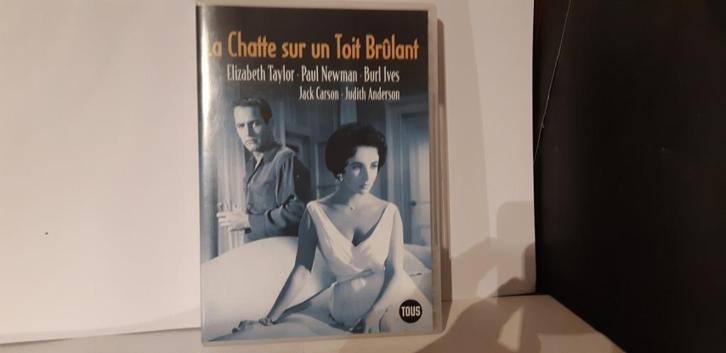 La Chatte sur un Toit Brûlant
Elizabeth Taylor · Paul Newman · Burl Ives
Jack Carson · Judith Anderson
TOUS